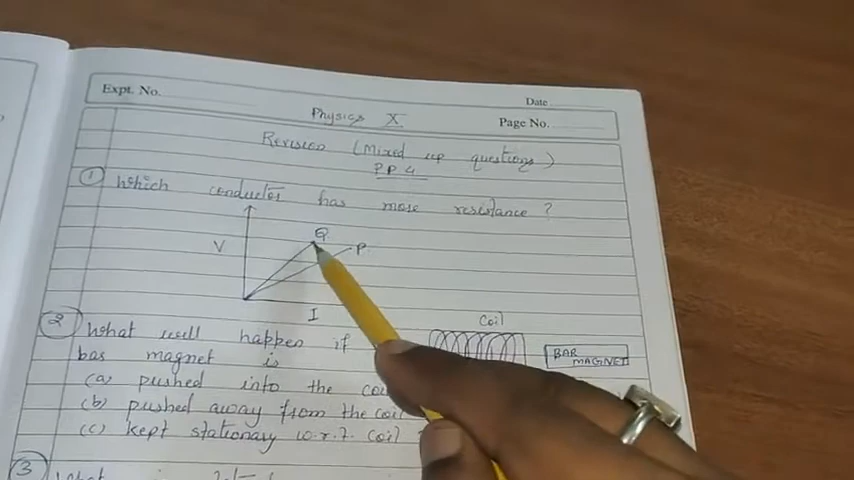 Expt. No.
Date
Page No.
Physics X
Revision (Mixed up questions)
PP 4
① Which conductor has more resistance ?
V
Q
P
I
② What will happen if
bar magnet is
Coil
BAR MAGNET
(a) pushed into the
(b) pushed away from the coil
(c) kept stationary w.r.t. coil
③ What